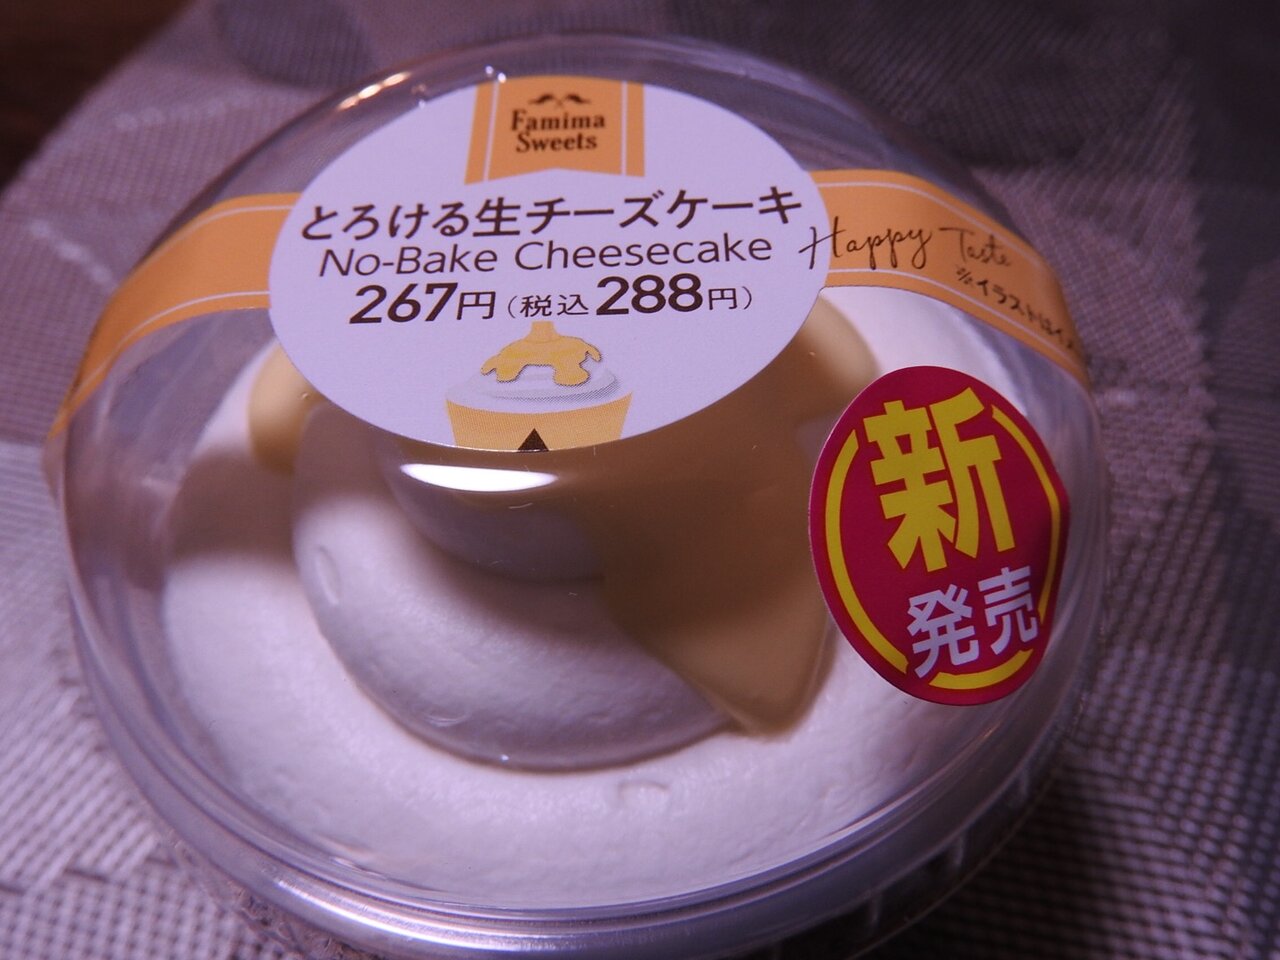 Famima
Sweets
とろける生チーズケーキ
No-Bake Cheesecake
267円(税込288円)
Happy Taste
※イラストは
新
発売